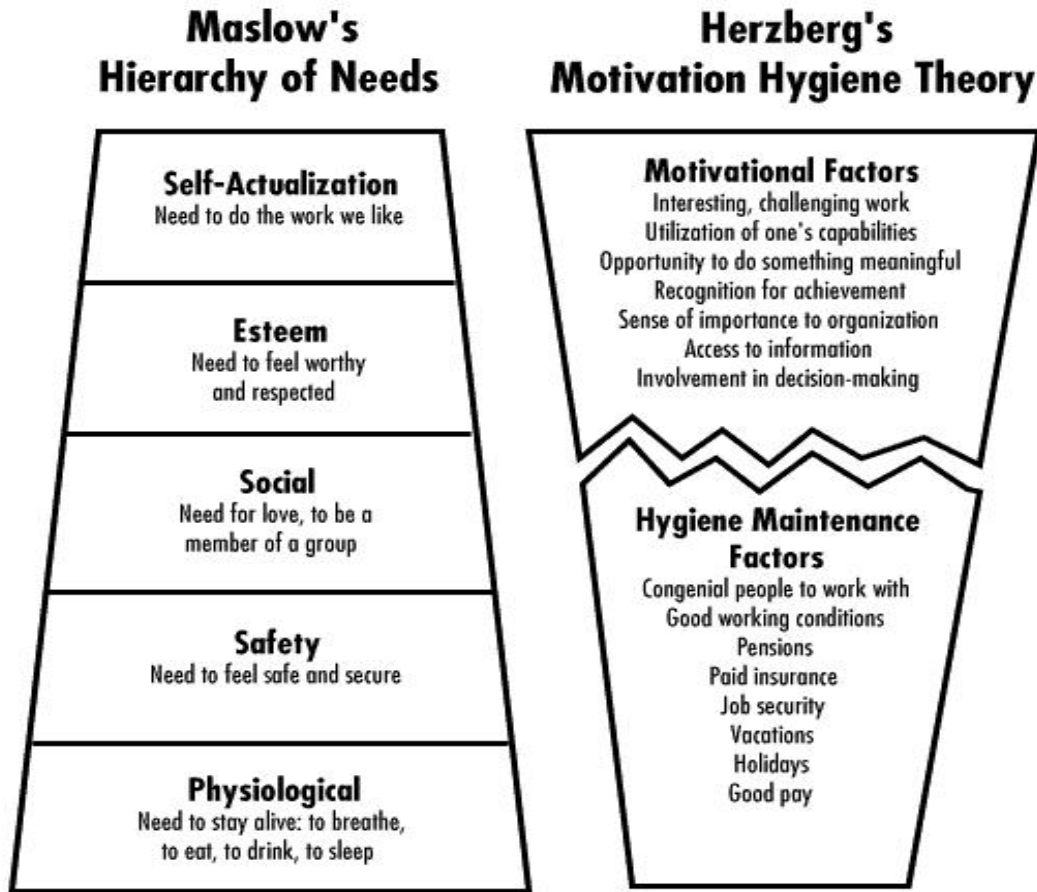 Maslow's
Hierarchy of Needs
Self-Actualization
Need to do the work we like
Esteem
Need to feel worthy
and respected
Social
Need for love, to be a
member of a group
Safety
Need to feel safe and secure
Physiological
Need to stay alive: to breathe,
to eat, to drink, to sleep
Herzberg's
Motivation Hygiene Theory
Motivational Factors
Interesting, challenging work
Utilization of one's capabilities
Opportunity to do something meaningful
Recognition for achievement
Sense of importance to organization
Access to information
Involvement in decision-making
Hygiene Maintenance
Factors
Congenial people to work with
Good working conditions
Pensions
Paid insurance
Job security
Vacations
Holidays
Good pay